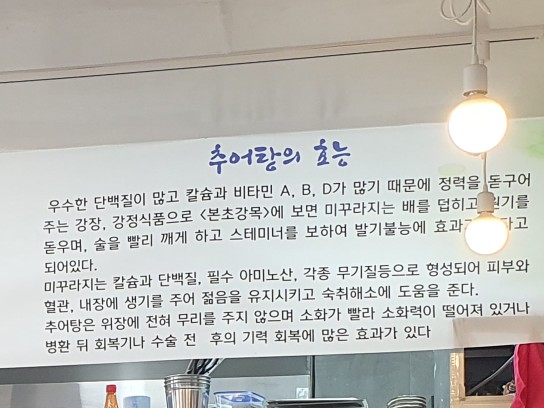 추어탕의 효능
우수한 단백질이 많고 칼슘과 비타민 A, B, D가 많기 때문에 정력을 돋구어
주는 강장, 강정식품으로 <본초강목>에 보면 미꾸라지는 배를 덥히고 원기를
돋우며, 술을 빨리 깨게 하고 스테미너를 보하여 발기불능에 효과 고
되어있다.
미꾸라지는 칼슘과 단백질, 필수 아미노산, 각종 무기질등으로 형성되어 피부와
혈관, 내장에 생기를 주어 젊음을 유지시키고 숙취해소에 도움을 준다.
추어탕은 위장에 전혀 무리를 주지 않으며 소화가 빨라 소화력이 떨어져 있거나
병환 뒤 회복기나 수술 전 후의 기력 회복에 많은 효과가 있다